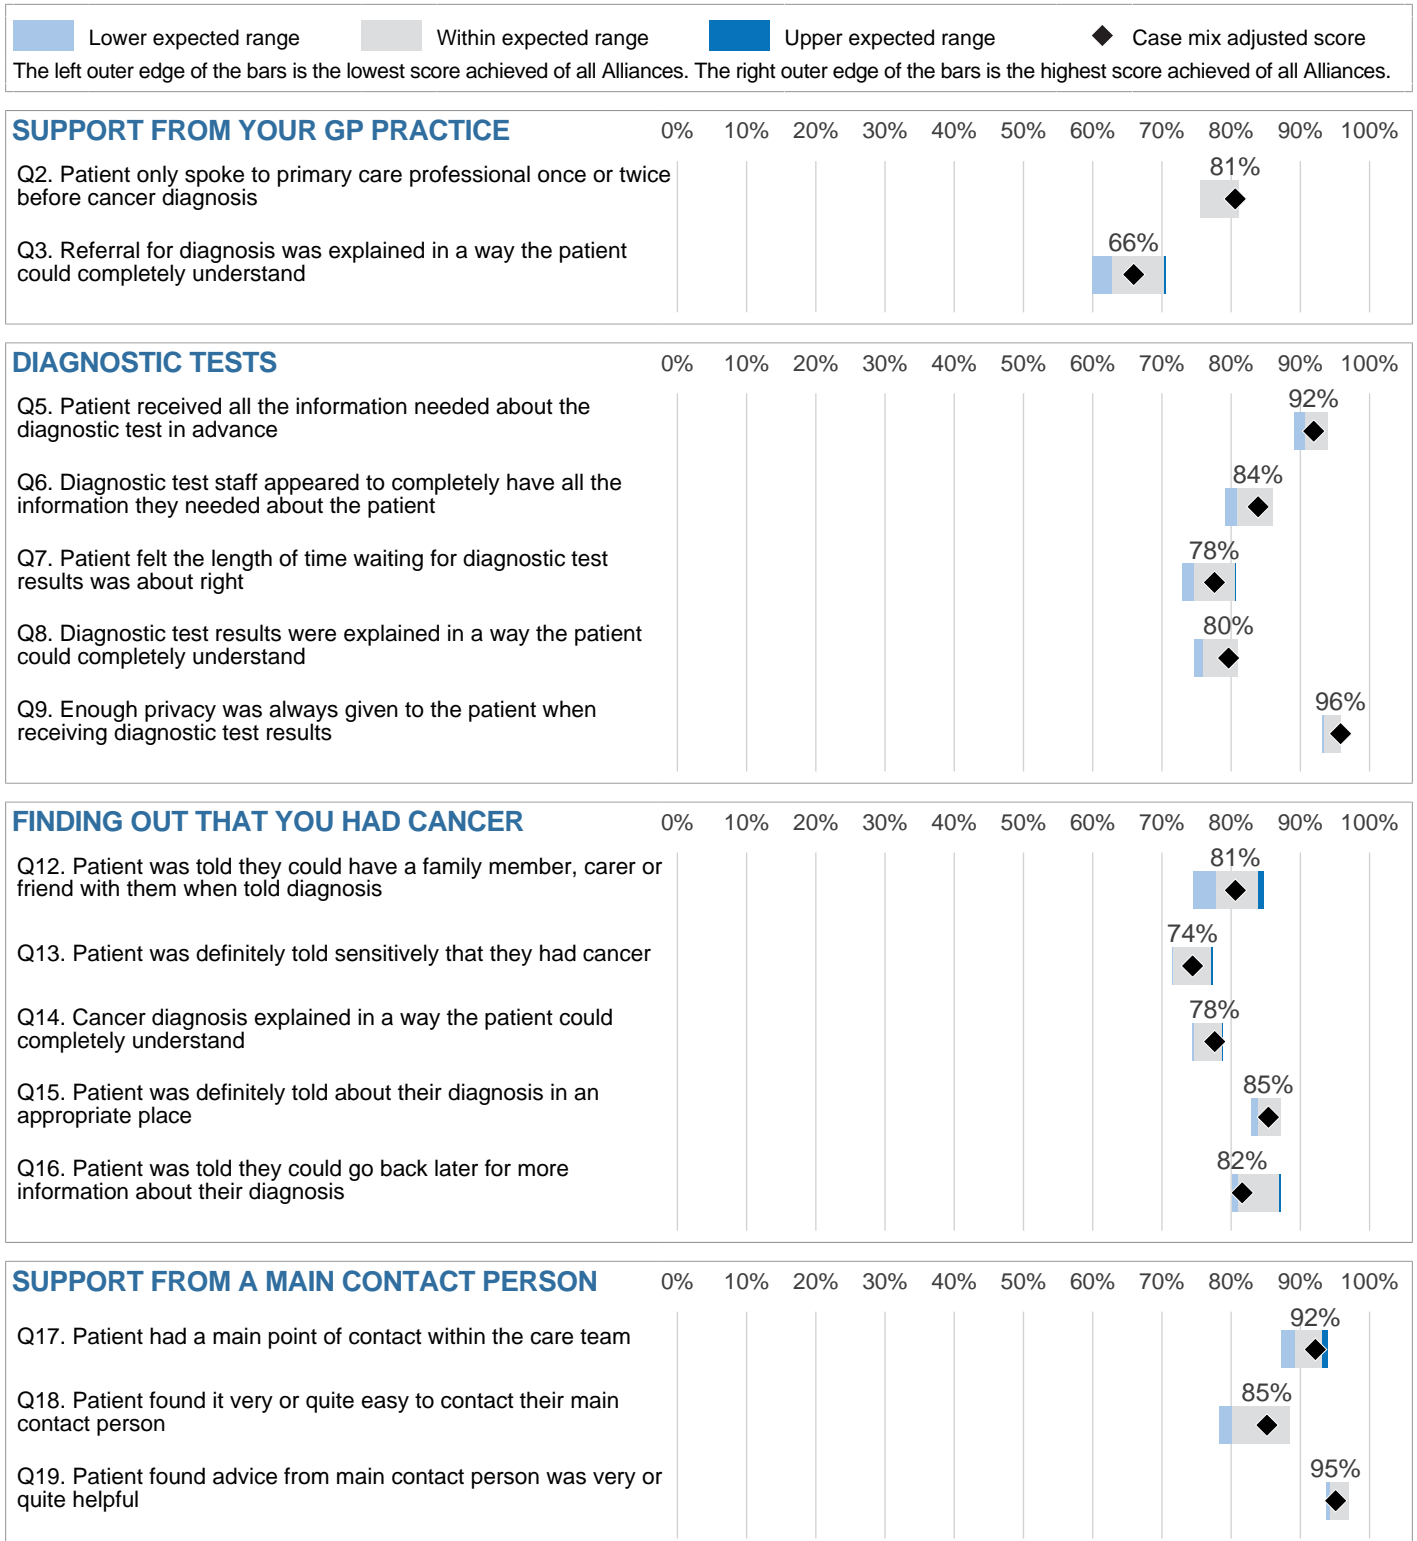 Lower expected range Within expected range Upper expected range Case mix adjusted score
The left outer edge of the bars is the lowest score achieved of all Alliances. The right outer edge of the bars is the highest score achieved of all Alliances.
SUPPORT FROM YOUR GP PRACTICE 0% 10% 20% 30% 40% 50% 60% 70% 80% 90% 100%
81%
Q2. Patient only spoke to primary care professional once or twice
before cancer diagnosis
66%
Q3. Referral for diagnosis was explained in a way the patient
could completely understand
DIAGNOSTIC TESTS 0% 10% 20% 30% 40% 50% 60% 70% 80% 90% 100%
92%
Q5. Patient received all the information needed about the
diagnostic test in advance
84%
Q6. Diagnostic test staff appeared to completely have all the
information they needed about the patient
78%
Q7. Patient felt the length of time waiting for diagnostic test
results was about right
80%
Q8. Diagnostic test results were explained in a way the patient
could completely understand
96%
Q9. Enough privacy was always given to the patient when
receiving diagnostic test results
FINDING OUT THAT YOU HAD CANCER 0% 10% 20% 30% 40% 50% 60% 70% 80% 90% 100%
81%
Q12. Patient was told they could have a family member, carer or
friend with them when told diagnosis
74%
Q13. Patient was definitely told sensitively that they had cancer
78%
Q14. Cancer diagnosis explained in a way the patient could
completely understand
85%
Q15. Patient was definitely told about their diagnosis in an
appropriate place
82%
Q16. Patient was told they could go back later for more
information about their diagnosis
SUPPORT FROM A MAIN CONTACT PERSON 0% 10% 20% 30% 40% 50% 60% 70% 80% 90% 100%
92%
Q17. Patient had a main point of contact within the care team
85%
Q18. Patient found it very or quite easy to contact their main
contact person
95%
Q19. Patient found advice from main contact person was very or
quite helpful